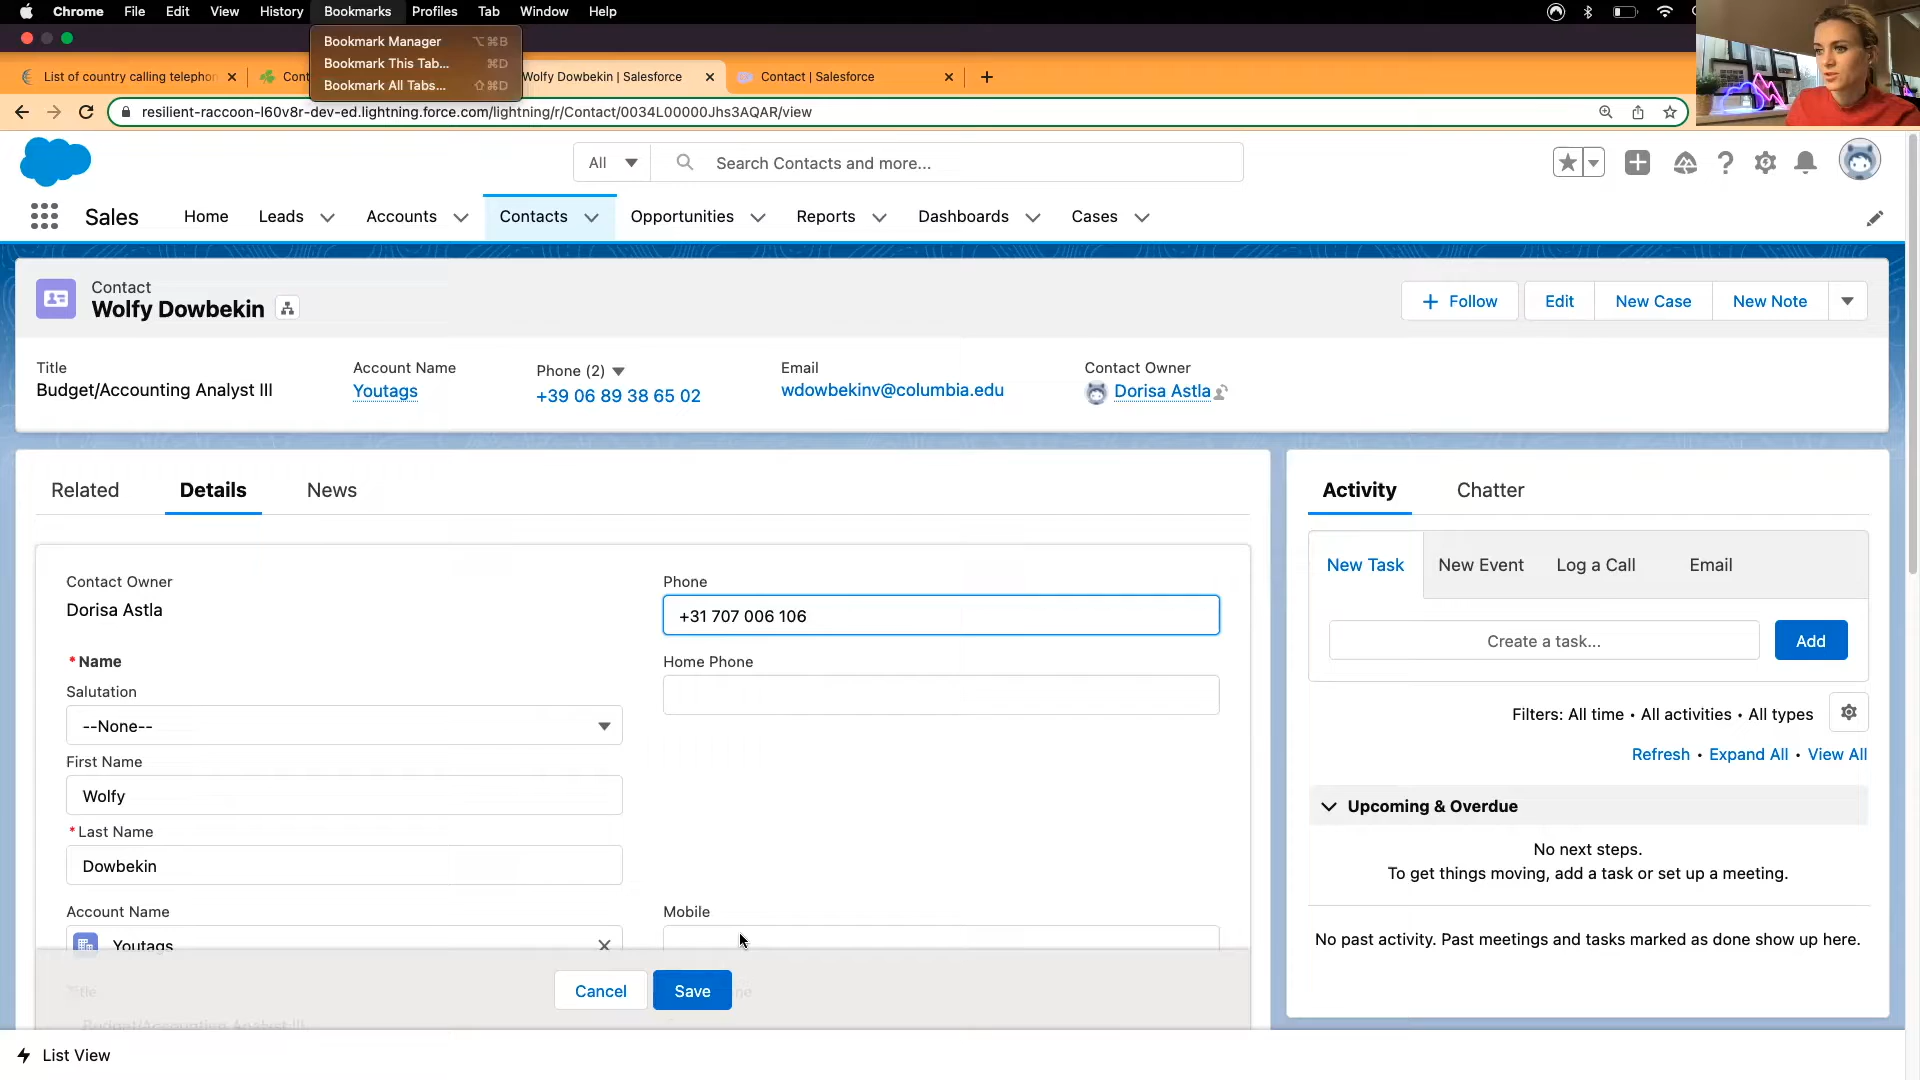 Chrome File Edit View History Bookmarks Profiles Tab Window Help
Bookmark Manager ⌥⌘B
Bookmark This Tab... ⌘D
Bookmark All Tabs... ⇧⌘D
List of country calling telephon
Cont
Wolfy Dowbekin | Salesforce
Contact | Salesforce
resilient-raccoon-l60v8r-dev-ed.lightning.force.com/lightning/r/Contact/0034L00000Jhs3AQAR/view
All
Search Contacts and more...
Sales Home Leads Accounts Contacts Opportunities Reports Dashboards Cases
Contact
Wolfy Dowbekin
Follow Edit New Case New Note
Title
Budget/Accounting Analyst III
Account Name
Youtags
Phone (2)
+39 06 89 38 65 02
Email
wdowbekinv@columbia.edu
Contact Owner
Dorisa Astla
Related Details News
Contact Owner
Dorisa Astla
Phone
+31 707 006 106
* Name
Home Phone
Salutation
--None--
First Name
Wolfy
* Last Name
Dowbekin
Account Name
Youtags
Mobile
Title
Budget/Accounting Analyst III
Cancel Save
Activity Chatter
New Task New Event Log a Call Email
Create a task...
Add
Filters: All time • All activities • All types
Refresh • Expand All • View All
Upcoming & Overdue
No next steps.
To get things moving, add a task or set up a meeting.
No past activity. Past meetings and tasks marked as done show up here.
List View